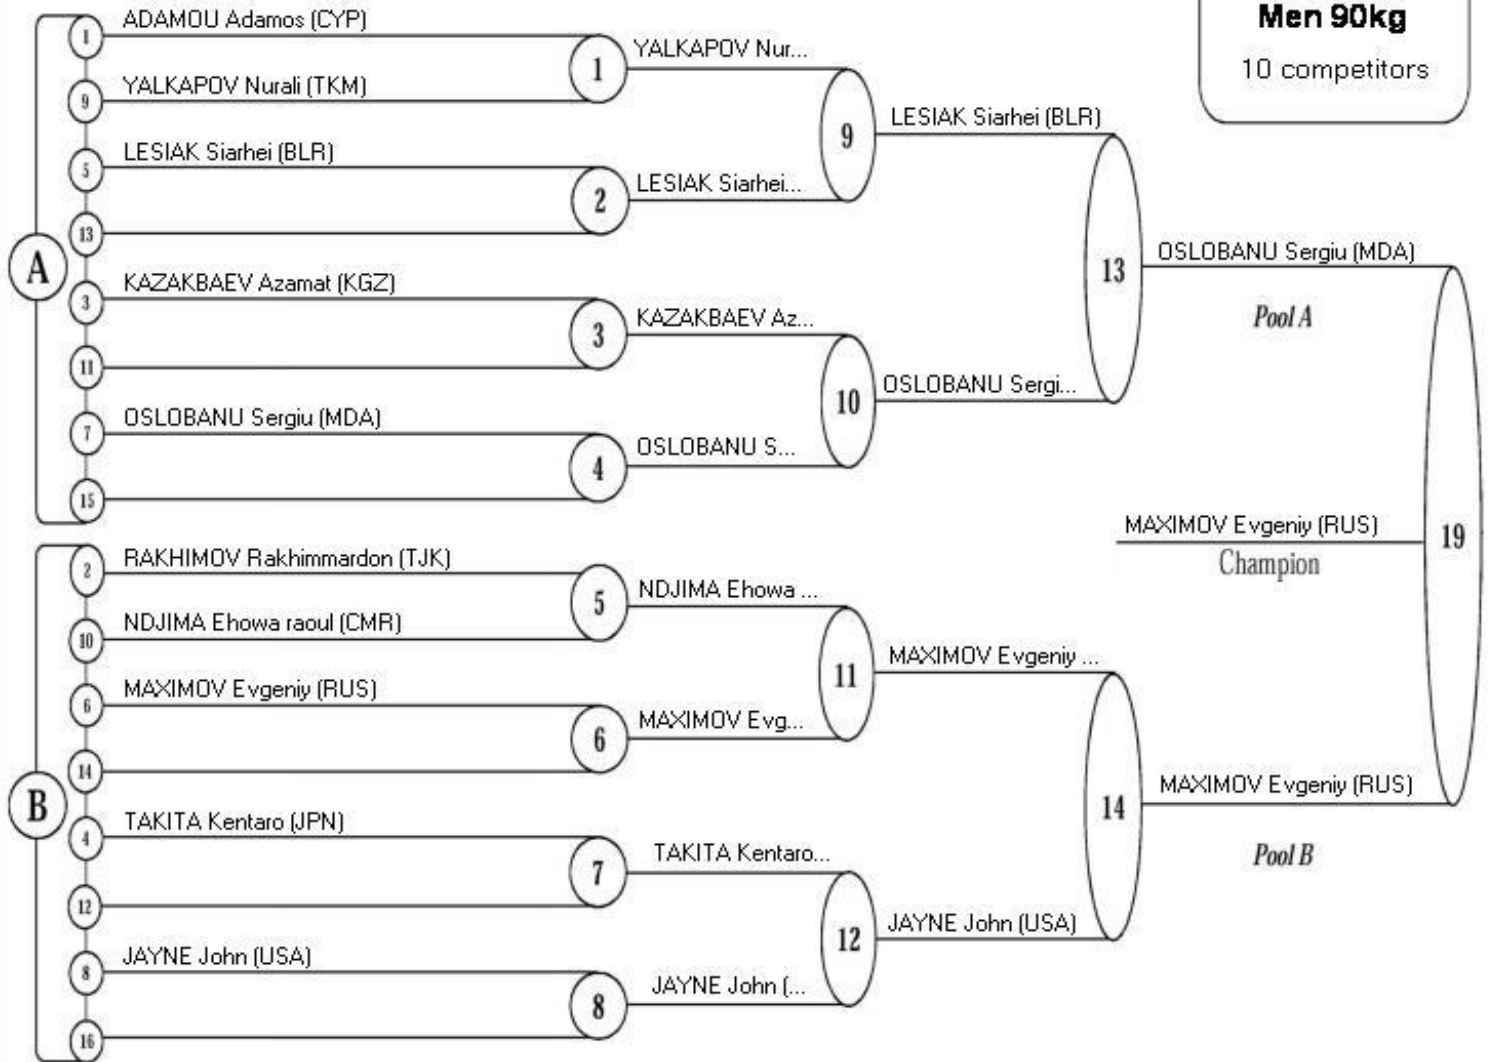 Men 90kg
10 competitors
A
1
ADAMOU Adamos (CYP)
9
YALKAPOV Nurali (TKM)
5
LESIAK Siarhei (BLR)
13
3
KAZAKBAEV Azamat (KGZ)
11
7
OSLOBANU Sergiu (MDA)
15
1
YALKAPOV Nur...
2
LESIAK Siarhei...
3
KAZAKBAEV Az...
4
OSLOBANU S...
9
LESIAK Siarhei (BLR)
10
OSLOBANU Sergi...
13
OSLOBANU Sergiu (MDA)
Pool A
B
2
RAKHIMOV Rakhimmardon (TJK)
10
NDJIMA Ehowa raoul (CMR)
6
MAXIMOV Evgeniy (RUS)
14
4
TAKITA Kentaro (JPN)
12
8
JAYNE John (USA)
16
5
NDJIMA Ehowa ...
6
MAXIMOV Evg...
7
TAKITA Kentaro...
8
JAYNE John (...
11
MAXIMOV Evgeniy ...
12
JAYNE John (USA)
14
MAXIMOV Evgeniy (RUS)
Pool B
19
MAXIMOV Evgeniy (RUS)
Champion